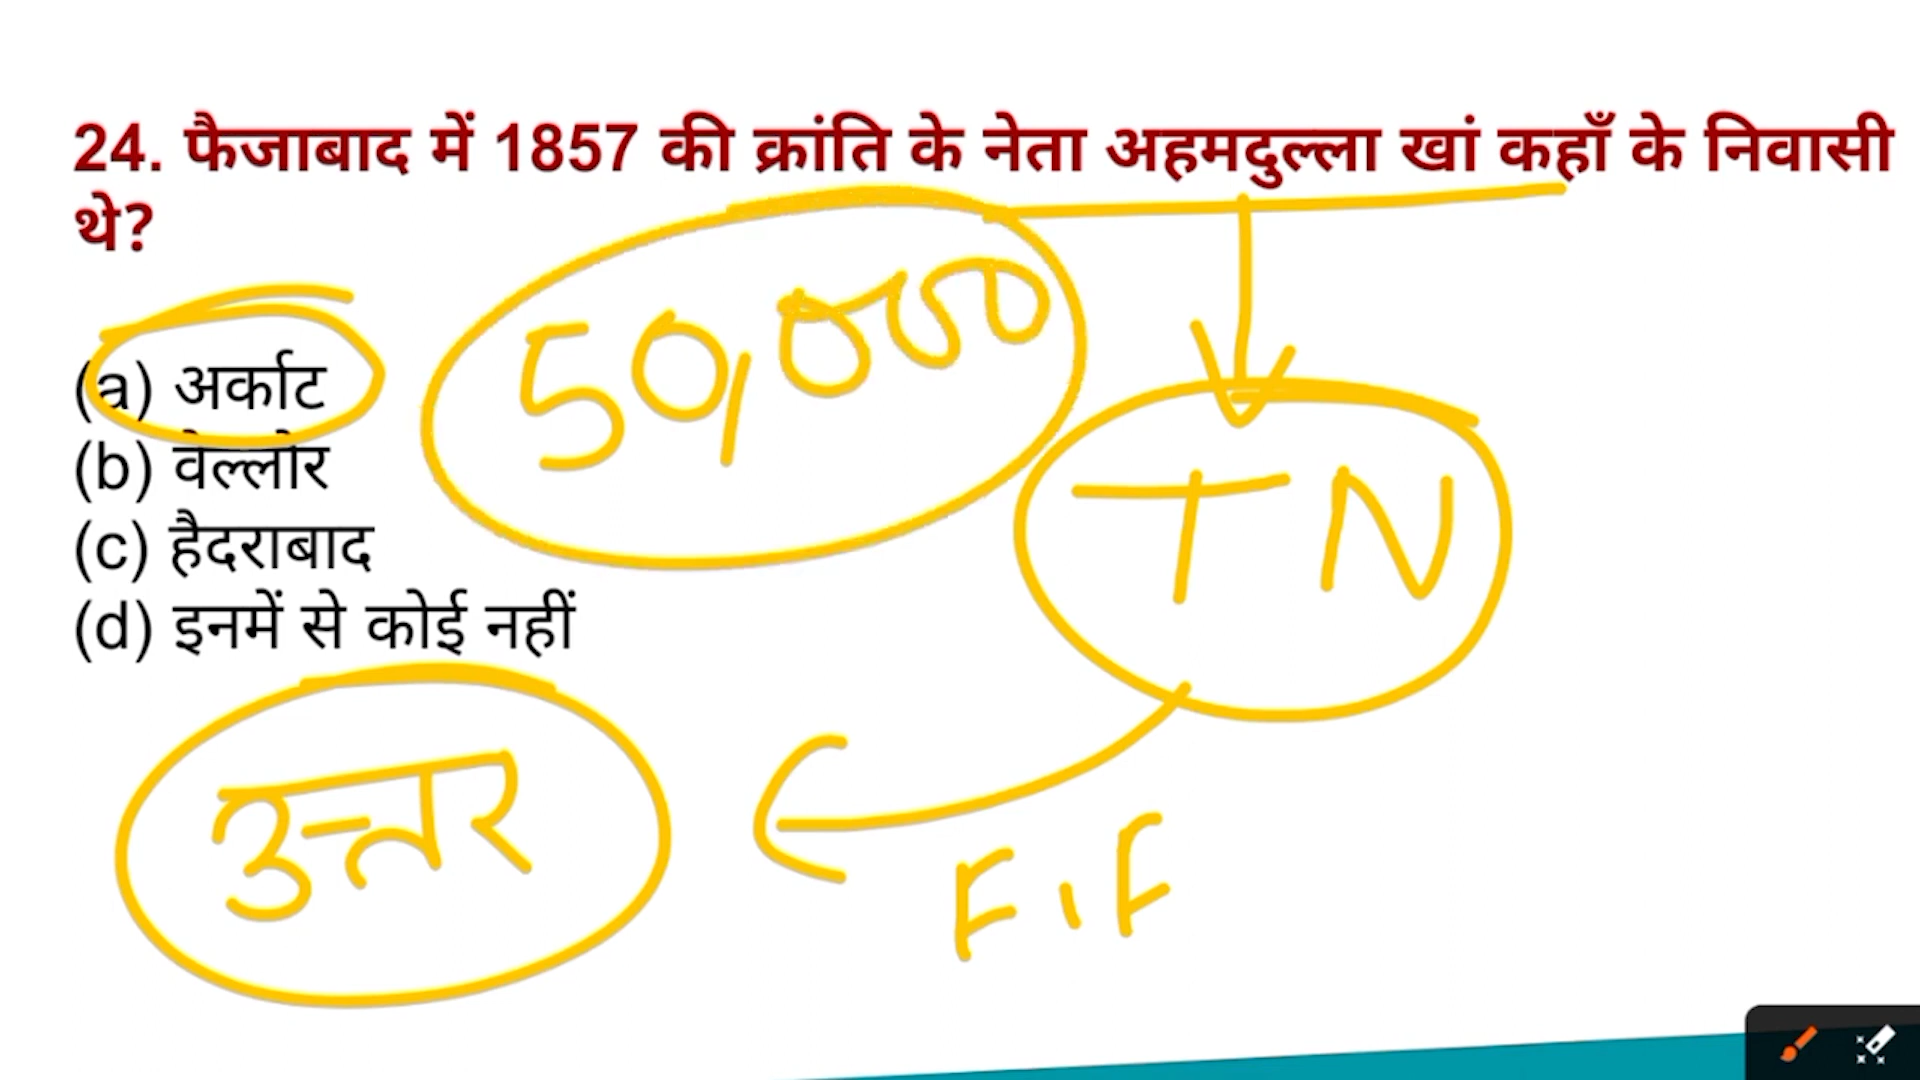 24. फैजाबाद में 1857 की क्रांति के नेता अहमदुल्ला खां कहाँ के निवासी
थे?
(a) अर्काट
(b) वेल्लोर
(c) हैदराबाद
(d) इनमें से कोई नहीं
50,000
TN
उत्तर
F.F